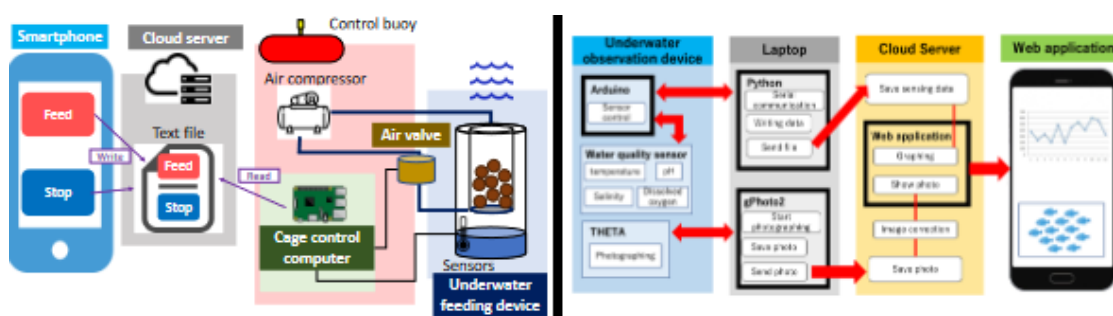 Smartphone
Feed
Stop
Cloud server
Text file
Feed
Stop
Write
Read
Control buoy
Air compressor
Air valve
Cage control
computer
Sensors
Underwater
feeding device
Underwater
observation device
Arduino
Sensor
control
Water quality sensor
temperature
pH
Salinity
Dissolved
oxygen
THETA
Photographing
Laptop
Python
Serial
communication
Writing data
Send file
gPhoto2
Start
photographing
Save photo
Send photo
Cloud Server
Save sensing data
Web application
Graphing
Show photo
Image correction
Save photo
Web application